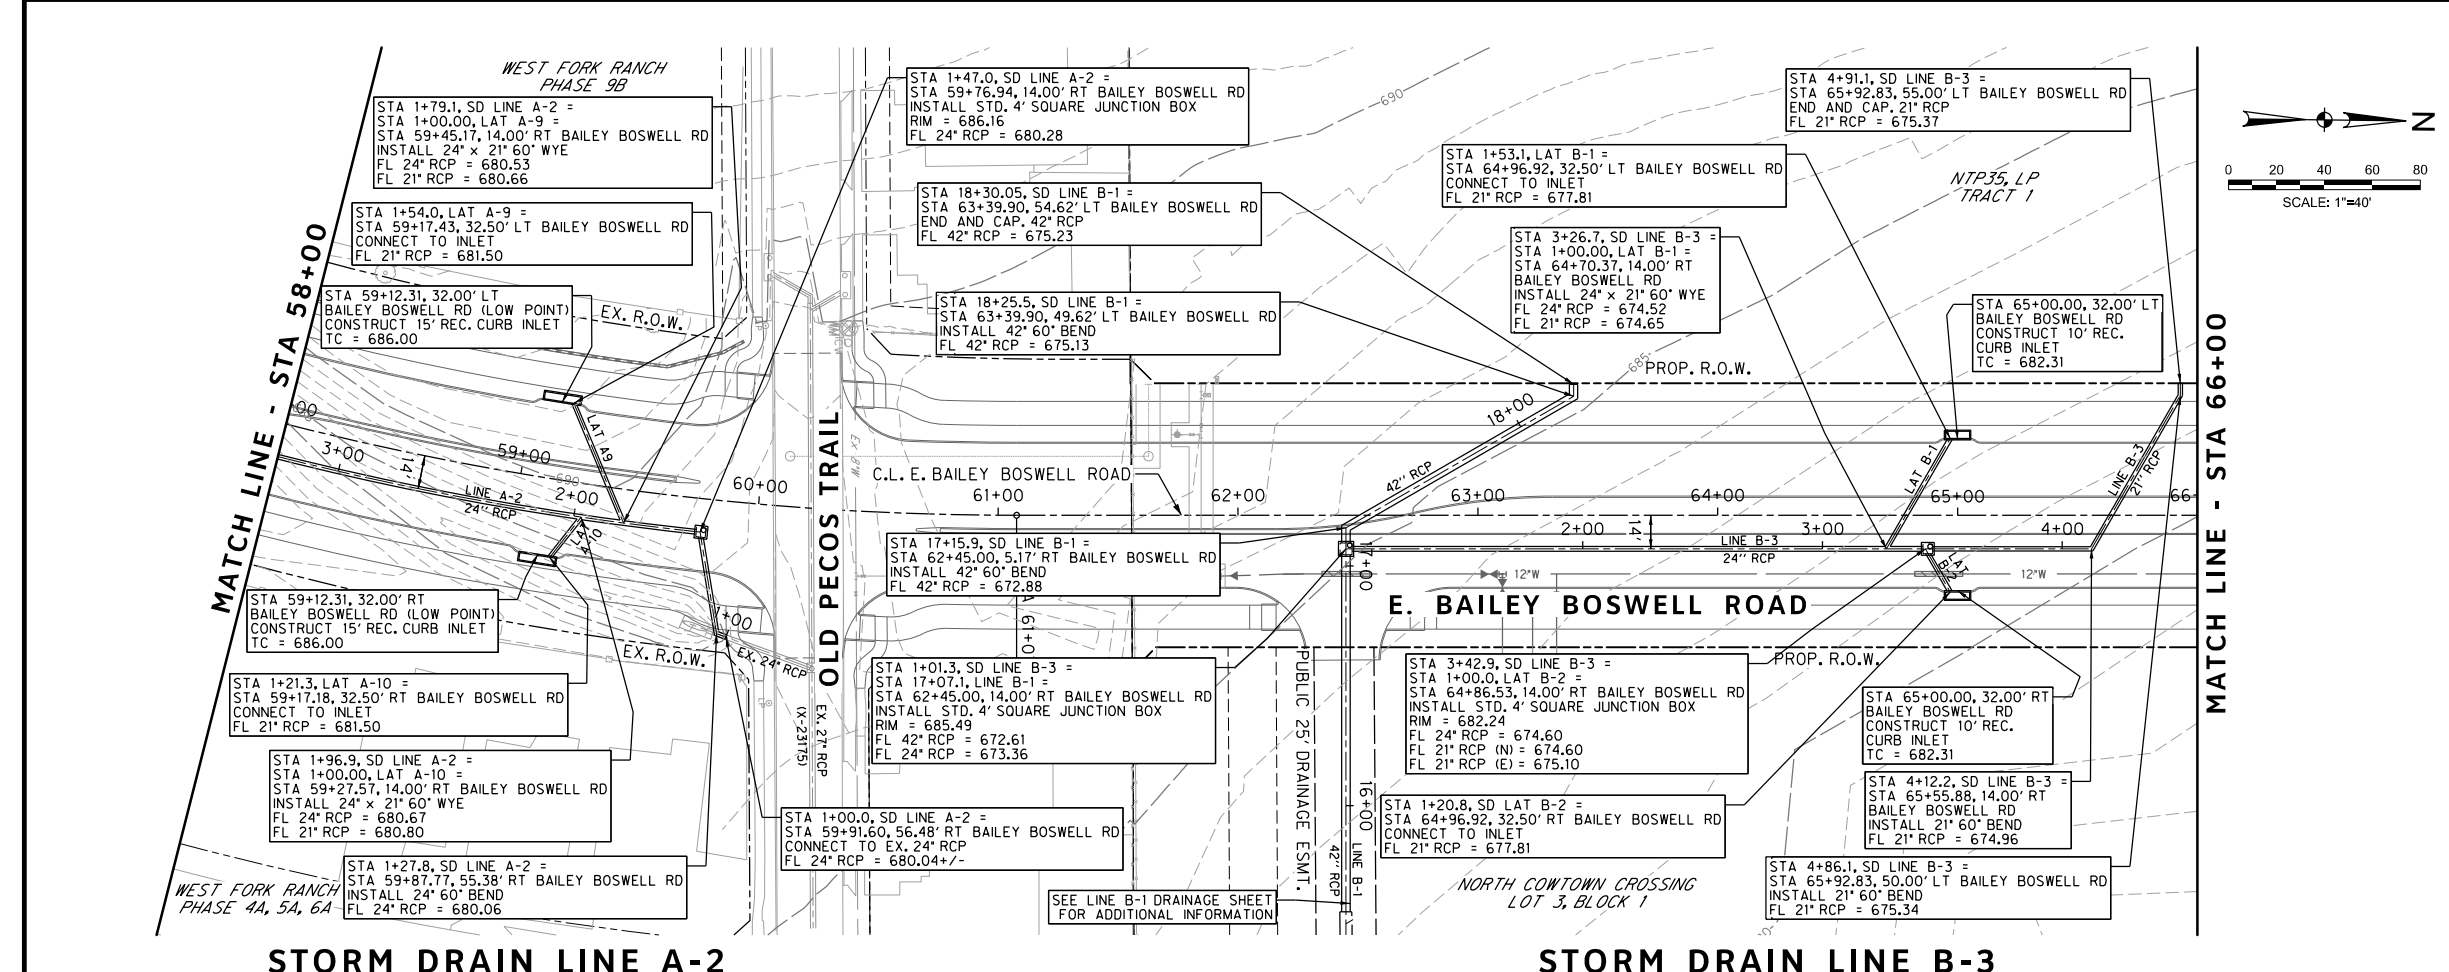 WEST FORK RANCH
PHASE 9B
STA 1+79.1, SD LINE A-2 =
STA 1+00.00, LAT A-9 =
STA 59+45.17, 14.00' RT BAILEY BOSWELL RD
INSTALL 24" x 21" 60° WYE
FL 24" RCP = 680.53
FL 21" RCP = 680.66
STA 1+54.0, LAT A-9 =
STA 59+17.43, 32.50' LT BAILEY BOSWELL RD
CONNECT TO INLET
FL 21" RCP = 681.50
STA 59+12.31, 32.00' LT
BAILEY BOSWELL RD (LOW POINT)
CONSTRUCT 15' REC. CURB INLET
TC = 686.00
EX. R.O.W.
MATCH LINE - STA 58+00
STA 1+47.0, SD LINE A-2 =
STA 59+76.94, 14.00' RT BAILEY BOSWELL RD
INSTALL STD. 4' SQUARE JUNCTION BOX
RIM = 686.16
FL 24" RCP = 680.28
STA 18+30.05, SD LINE B-1 =
STA 63+39.90, 54.62' LT BAILEY BOSWELL RD
END AND CAP. 42" RCP
FL 42" RCP = 675.23
STA 18+25.5, SD LINE B-1 =
STA 63+39.90, 49.62' LT BAILEY BOSWELL RD
INSTALL 42" 60° BEND
FL 42" RCP = 675.13
690
STA 4+91.1, SD LINE B-3 =
STA 65+92.83, 55.00' LT BAILEY BOSWELL RD
END AND CAP. 21" RCP
FL 21" RCP = 675.37
STA 1+53.1, LAT B-1 =
STA 64+96.92, 32.50' LT BAILEY BOSWELL RD
CONNECT TO INLET
FL 21" RCP = 677.81
NTP35, LP
TRACT 1
STA 3+26.7, SD LINE B-3 =
STA 1+00.00, LAT B-1 =
STA 64+70.37, 14.00' RT
BAILEY BOSWELL RD
INSTALL 24" x 21" 60° WYE
FL 24" RCP = 674.52
FL 21" RCP = 674.65
STA 65+00.00, 32.00' LT
BAILEY BOSWELL RD
CONSTRUCT 10' REC.
CURB INLET
TC = 682.31
N
0 20 40 60 80
SCALE: 1"=40'
685
PROP. R.O.W.
MATCH LINE - STA 66+00
00
3+00
14'
59+00
690
LAT A9
LINE A-2
24" RCP
2+00
LAT A-10
60+00
OLD PECOS TRAIL
EX. 8"W
C.L. E. BAILEY BOSWELL ROAD
61+00
62+00
42" RCP
18+00
63+00
64+00
LAT B-1
65+00
LINE B-3
21" RCP
66
2+00
14'
LINE B-3
24" RCP
3+00
4+00
12"W
12"W
LAT B-2
17+00
E. BAILEY BOSWELL ROAD
STA 17+15.9, SD LINE B-1 =
STA 62+45.00, 5.17' RT BAILEY BOSWELL RD
INSTALL 42" 60° BEND
FL 42" RCP = 672.88
61+0
STA 59+12.31, 32.00' RT
BAILEY BOSWELL RD (LOW POINT)
CONSTRUCT 15' REC. CURB INLET
TC = 686.00
1+00
EX. 24" RCP
EX. R.O.W.
STA 1+21.3, LAT A-10 =
STA 59+17.18, 32.50' RT BAILEY BOSWELL RD
CONNECT TO INLET
FL 21" RCP = 681.50
STA 1+96.9, SD LINE A-2 =
STA 1+00.00, LAT A-10 =
STA 59+27.57, 14.00' RT BAILEY BOSWELL RD
INSTALL 24" x 21" 60° WYE
FL 24" RCP = 680.67
FL 21" RCP = 680.80
STA 1+27.8, SD LINE A-2 =
STA 59+87.77, 55.38' RT BAILEY BOSWELL RD
INSTALL 24" 60° BEND
FL 24" RCP = 680.06
WEST FORK RANCH
PHASE 4A, 5A, 6A
EX. 27" RCP
(X-23175)
STA 1+01.3, SD LINE B-3 =
STA 17+07.1, LINE B-1 =
STA 62+45.00, 14.00' RT BAILEY BOSWELL RD
INSTALL STD. 4' SQUARE JUNCTION BOX
RIM = 685.49
FL 42" RCP = 672.61
FL 24" RCP = 673.36
STA 1+00.0, SD LINE A-2 =
STA 59+91.60, 56.48' RT BAILEY BOSWELL RD
CONNECT TO EX. 24" RCP
FL 24" RCP = 680.04+/-
SEE LINE B-1 DRAINAGE SHEET
FOR ADDITIONAL INFORMATION
PUBLIC 25' DRAINAGE ESMT.
16+00
LINE B-1
42" RCP
STA 3+42.9, SD LINE B-3 =
STA 1+00.0, LAT B-2 =
STA 64+86.53, 14.00' RT BAILEY BOSWELL RD
INSTALL STD. 4' SQUARE JUNCTION BOX
RIM = 682.24
FL 24" RCP = 674.60
FL 21" RCP (N) = 674.60
FL 21" RCP (E) = 675.10
PROP. R.O.W.
STA 1+20.8, SD LAT B-2 =
STA 64+96.92, 32.50' RT BAILEY BOSWELL RD
CONNECT TO INLET
FL 21" RCP = 677.81
NORTH COWTOWN CROSSING
LOT 3, BLOCK 1
STA 65+00.00, 32.00' RT
BAILEY BOSWELL RD
CONSTRUCT 10' REC.
CURB INLET
TC = 682.31
STA 4+12.2, SD LINE B-3 =
STA 65+55.88, 14.00' RT
BAILEY BOSWELL RD
INSTALL 21" 60° BEND
FL 21" RCP = 674.96
STA 4+86.1, SD LINE B-3 =
STA 65+92.83, 50.00' LT BAILEY BOSWELL RD
INSTALL 21" 60° BEND
FL 21" RCP = 675.34
STORM DRAIN LINE A-2
STORM DRAIN LINE B-3